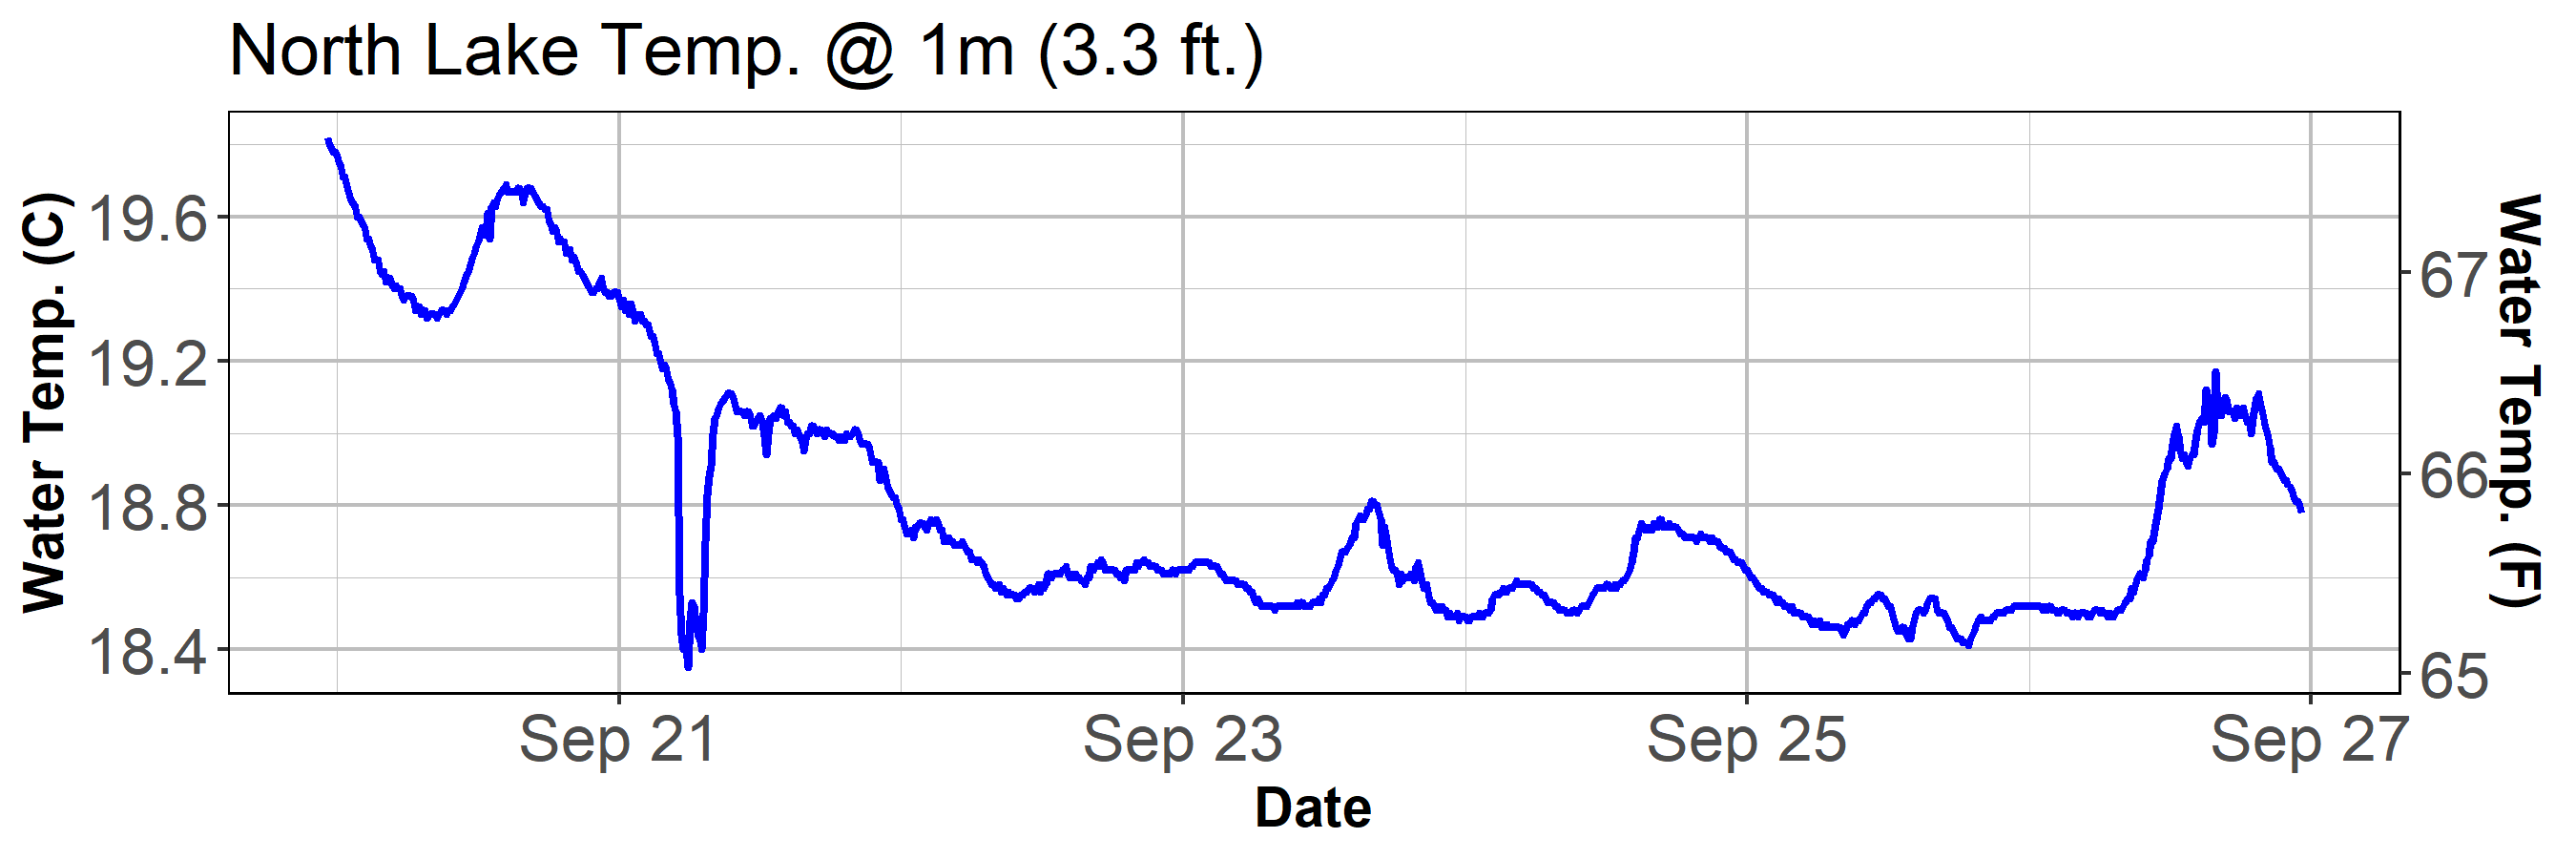 North Lake Temp. @ 1m (3.3 ft.)
Water Temp. (C)
19.6
19.2
18.8
18.4
67
66
65
Water Temp. (F)
Sep 21
Sep 23
Sep 25
Sep 27
Date